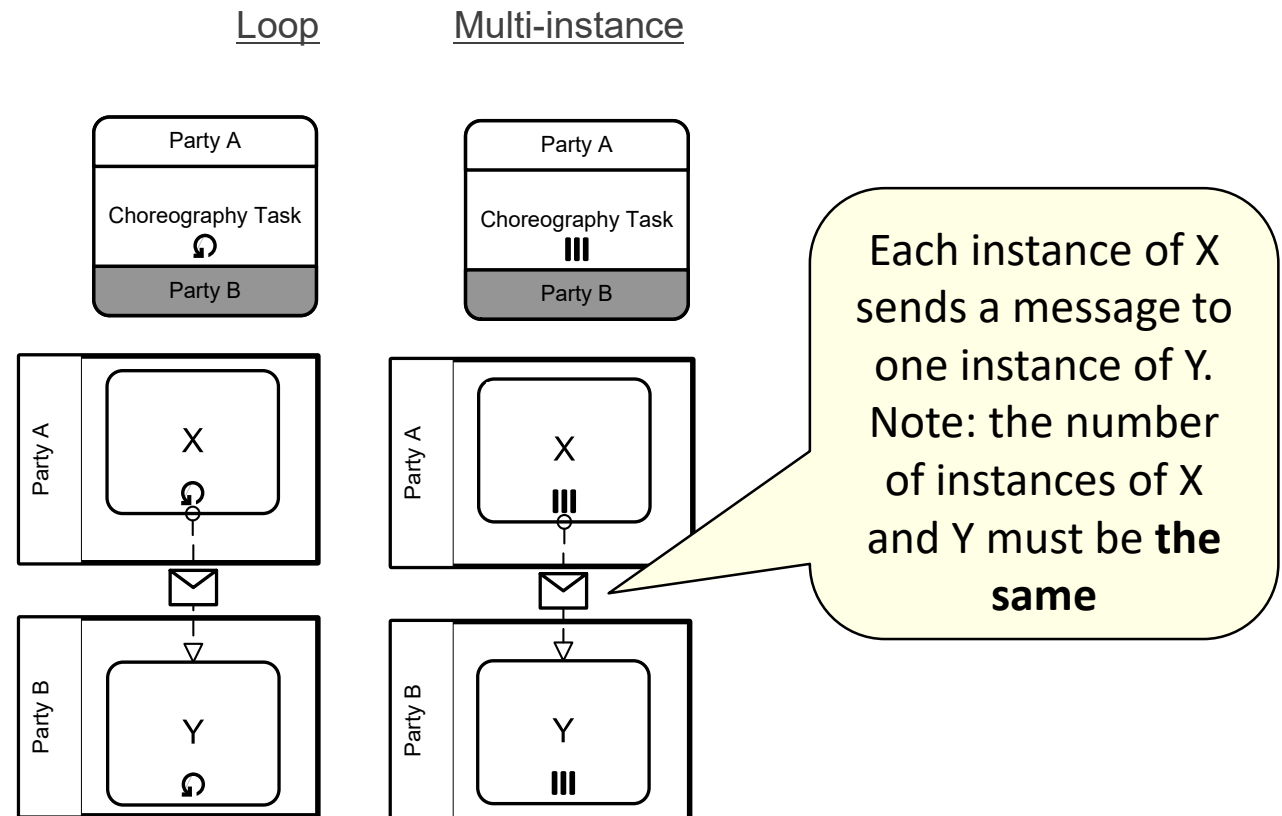 Loop
Multi-instance
Party A
Choreography Task
Party B
Party A
Choreography Task
Party B
Party A
X
Party B
Y
Party A
X
Party B
Y
Each instance of X
sends a message to
one instance of Y.
Note: the number
of instances of X
and Y must be the
same